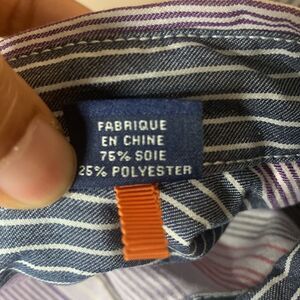 FABRIQUE
EN CHINE
75% SOIE
25% POLYESTER